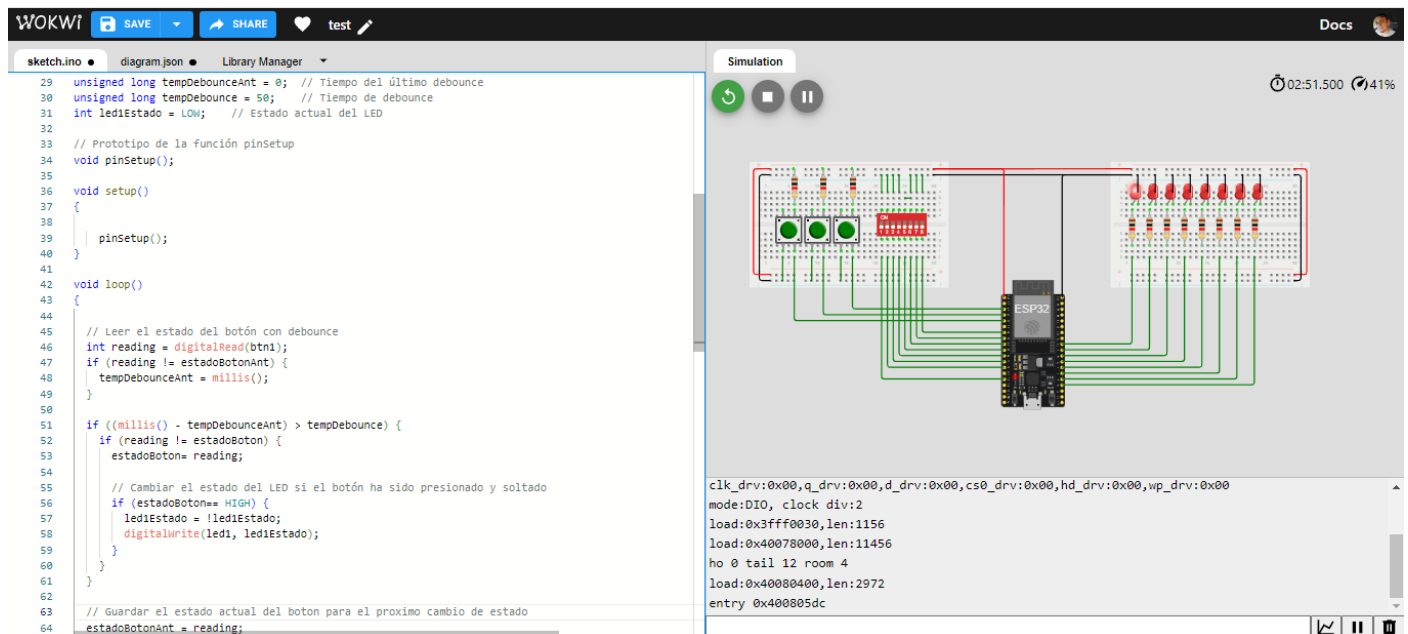 WOKWI SAVE SHARE test Docs
sketch.ino ● diagram.json ● Library Manager
29 unsigned long tempDebounceAnt = 0; // Tiempo del último debounce
30 unsigned long tempDebounce = 50; // Tiempo de debounce
31 int led1Estado = LOW; // Estado actual del LED
32
33 // Prototipo de la función pinSetup
34 void pinSetup();
35
36 void setup()
37 {
38
39 pinSetup();
40 }
41
42 void loop()
43 {
44
45 // Leer el estado del botón con debounce
46 int reading = digitalRead(btn1);
47 if (reading != estadoBotonAnt) {
48 tempDebounceAnt = millis();
49 }
50
51 if ((millis() - tempDebounceAnt) > tempDebounce) {
52 if (reading != estadoBoton) {
53 estadoBoton= reading;
54
55 // Cambiar el estado del LED si el botón ha sido presionado y soltado
56 if (estadoBoton== HIGH) {
57 led1Estado = !led1Estado;
58 digitalWrite(led1, led1Estado);
59 }
60 }
61 }
62
63 // Guardar el estado actual del boton para el proximo cambio de estado
64 estadoBotonAnt = reading;
Simulation
02:51.500 41%
ESP32
clk_drv:0x00,q_drv:0x00,d_drv:0x00,cs0_drv:0x00,hd_drv:0x00,wp_drv:0x00
mode:DIO, clock div:2
load:0x3fff0030,len:1156
load:0x40078000,len:11456
ho 0 tail 12 room 4
load:0x40080400,len:2972
entry 0x400805dc